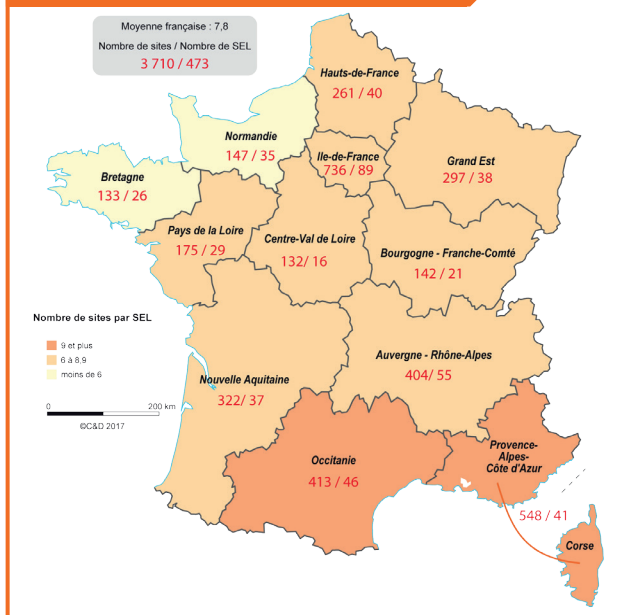 Moyenne française : 7,8
Nombre de sites / Nombre de SEL
3 710 / 473
Hauts-de-France
261 / 40
Normandie
147 / 35
Ile-de-France
736 / 89
Grand Est
297 / 38
Bretagne
133 / 26
Pays de la Loire
175 / 29
Centre-Val de Loire
132/ 16
Bourgogne - Franche-Comté
142 / 21
Nombre de sites par SEL
9 et plus
6 à 8,9
moins de 6
0 200 km
©C&D 2017
Auvergne - Rhône-Alpes
404/ 55
Nouvelle Aquitaine
322/ 37
Occitanie
413 / 46
Provence-
Alpes-
Côte d'Azur
548 / 41
Corse